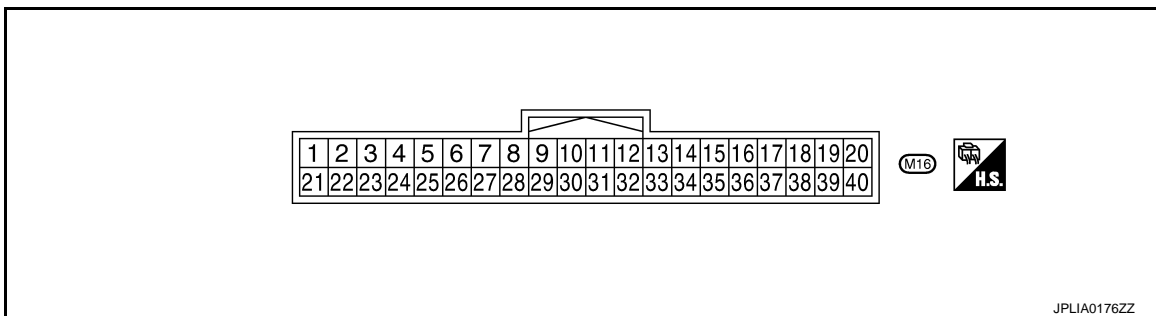 1 2 3 4 5 6 7 8 9 10 11 12 13 14 15 16 17 18 19 20
21 22 23 24 25 26 27 28 29 30 31 32 33 34 35 36 37 38 39 40
M16
H.S.
JPLIA0176ZZ